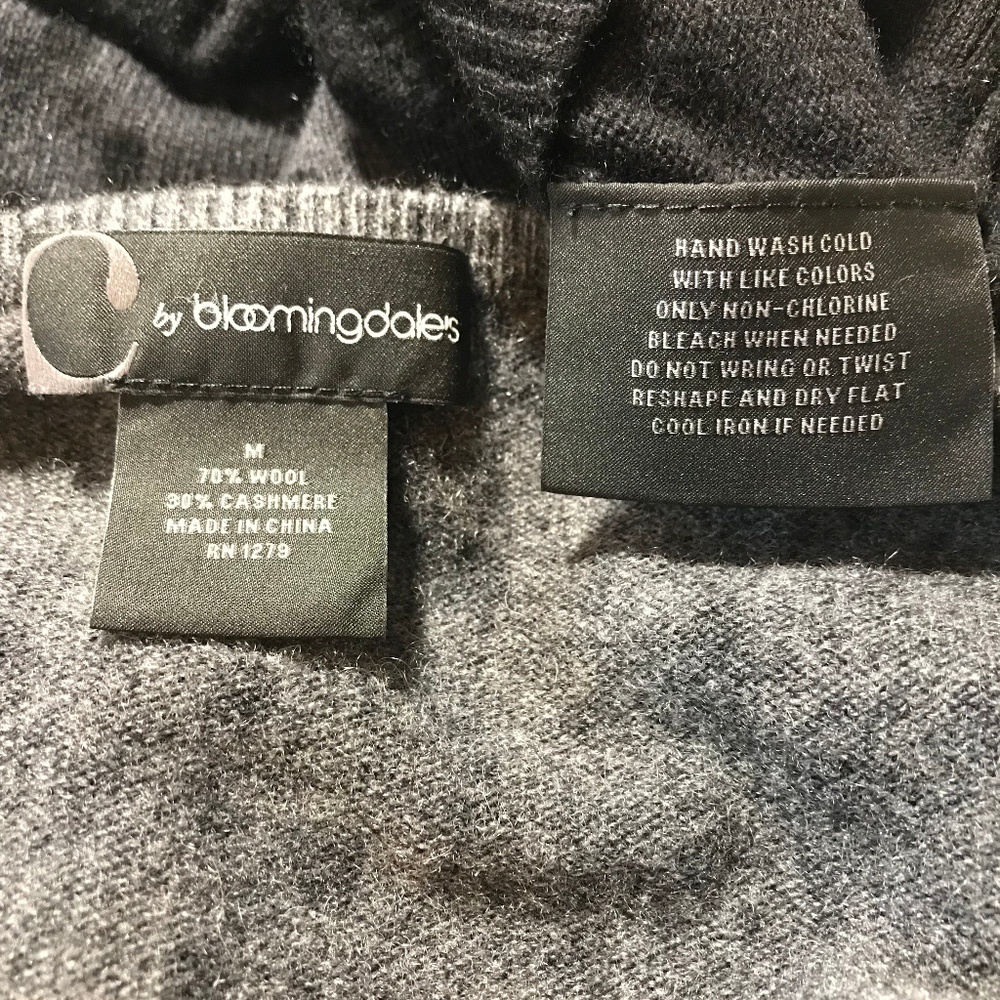 C by bloomingdale's
M
70% WOOL
30% CASHMERE
MADE IN CHINA
RN 1279
HAND WASH COLD
WITH LIKE COLORS
ONLY NON-CHLORINE
BLEACH WHEN NEEDED
DO NOT WRING OR TWIST
RESHAPE AND DRY FLAT
COOL IRON IF NEEDED